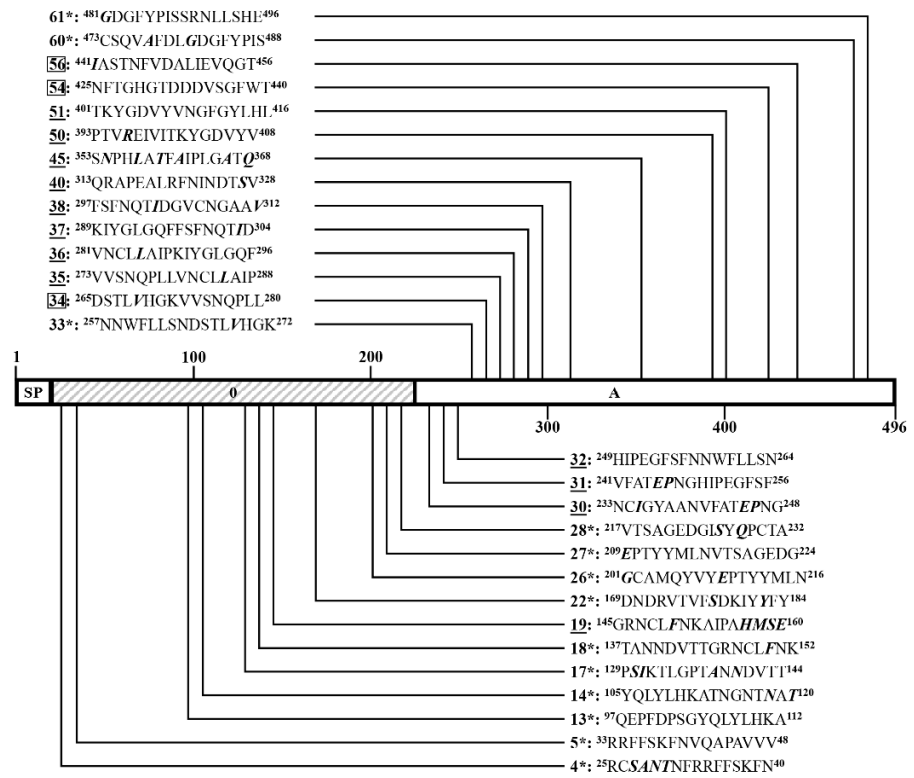 61*: ⁴⁸¹GDGFYPISSRNLLSHE⁴⁹⁶
60*: ⁴⁷³CSQVAFDLGDGFYPIS⁴⁸⁸
56: ⁴⁴¹IASTNFVDALIEVQGT⁴⁵⁶
54: ⁴²⁵NFTGHGTDDDVSGFWT⁴⁴⁰
51: ⁴⁰¹TKYGDVYVNGFGYLHL⁴¹⁶
50: ³⁹³PTVREIVITKYGDVYV⁴⁰⁸
45: ³⁵³SNPHLATFAIPLGATQ³⁶⁸
40: ³¹³QRAPEALRFNINDTSV³²⁸
38: ²⁹⁷FSFNQTIDGVCNGAAV³¹²
37: ²⁸⁹KIYGLGQFFSFNQTID³⁰⁴
36: ²⁸¹VNCLLAIPKIYGLGQF²⁹⁶
35: ²⁷³VVSNQPLLVNCLLAIP²⁸⁸
34: ²⁶⁵DSTLVHGKVVSNQPLL²⁸⁰
33*: ²⁵⁷NNWFLLSNDSTLVHGK²⁷²
1 100 200
SP 0 A
300 400 496
32: ²⁴⁹HIPEGFSFNNWFLLSN²⁶⁴
31: ²⁴¹VFATEPNGHIPEGFSF²⁵⁶
30: ²³³NCIGYAANVFATEPNG²⁴⁸
28*: ²¹⁷VTSAGEDGISYQPCTA²³²
27*: ²⁰⁹EPTYYMLNVTSAGEDG²²⁴
26*: ²⁰¹GCAMQYVYEPTYYMLN²¹⁶
22*: ¹⁶⁹DNDRVTVFSDKIYYFY¹⁸⁴
19: ¹⁴⁵GRNCLFNKAIPAHMSE¹⁶⁰
18*: ¹³⁷TANNDVTTGRNCLFNK¹⁵²
17*: ¹²⁹PSIKTLGPTANNDVTT¹⁴⁴
14*: ¹⁰⁵YQLYLHKATNGNTNAT¹²⁰
13*: ⁹⁷QEPFDPSGYQLYLHKA¹¹²
5*: ³³RRFFSKFNVQAPAVVV⁴⁸
4*: ²⁵RCSANTNFRRFFSKFN⁴⁰